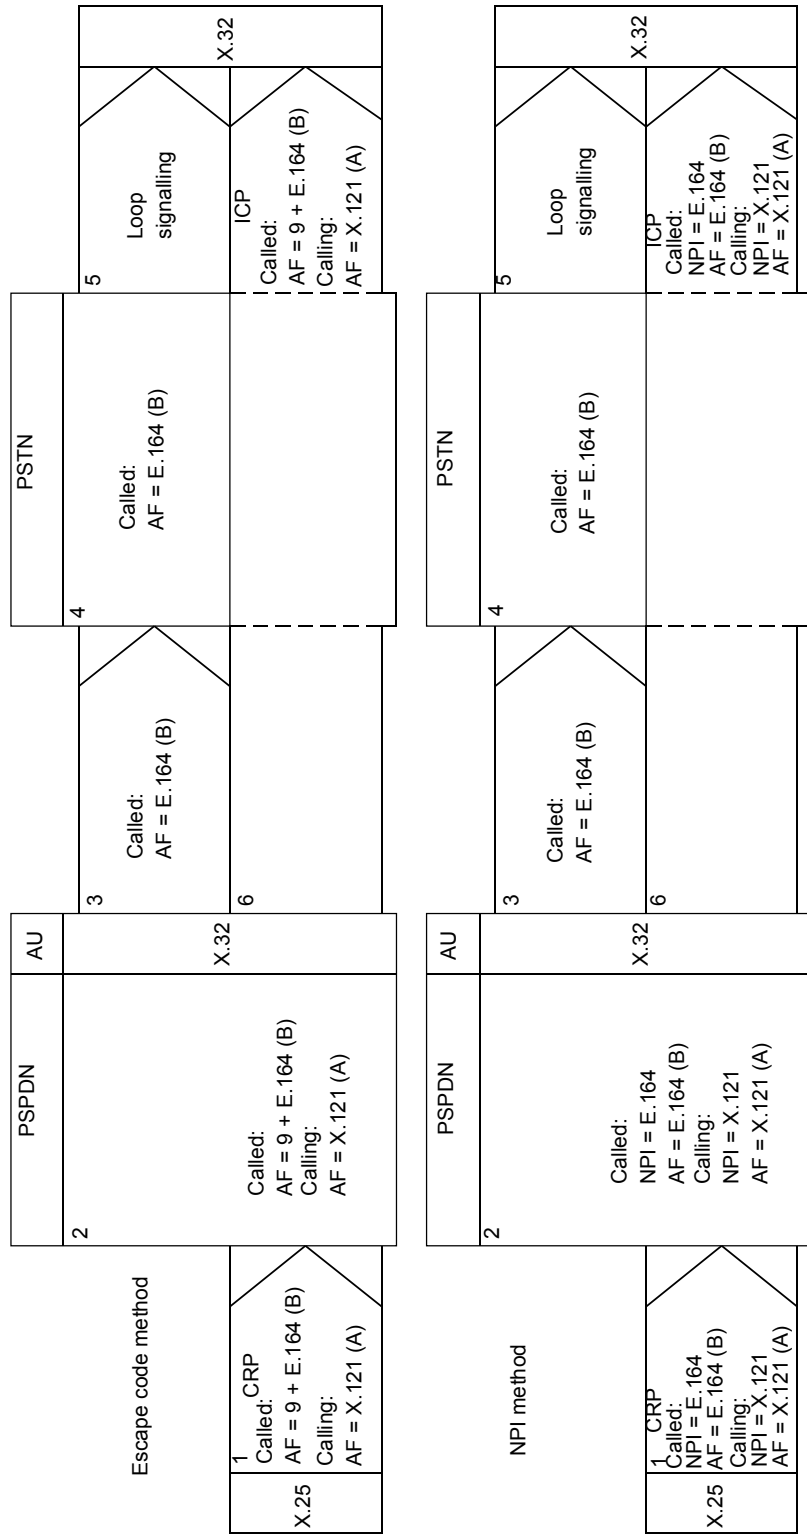 Escape code method
X.25
1
CRP
Called:
AF = 9 + E.164 (B)
Calling:
AF = X.121 (A)
PSPDN
2
Called:
AF = 9 + E.164 (B)
Calling:
AF = X.121 (A)
AU
X.32
3
Called:
AF = E.164 (B)
6
PSTN
4
Called:
AF = E.164 (B)
5
Loop
signalling
ICP
Called:
AF = 9 + E.164 (B)
Calling:
AF = X.121 (A)
X.32
NPI method
X.25
1
CRP
Called:
NPI = E.164
AF = E.164 (B)
Calling:
NPI = X.121
AF = X.121 (A)
PSPDN
2
Called:
NPI = E.164
AF = E.164 (B)
Calling:
NPI = X.121
AF = X.121 (A)
AU
X.32
3
Called:
AF = E.164 (B)
6
PSTN
4
Called:
AF = E.164 (B)
5
Loop
signalling
ICP
Called:
NPI = E.164
AF = E.164 (B)
Calling:
NPI = X.121
AF = X.121 (A)
X.32